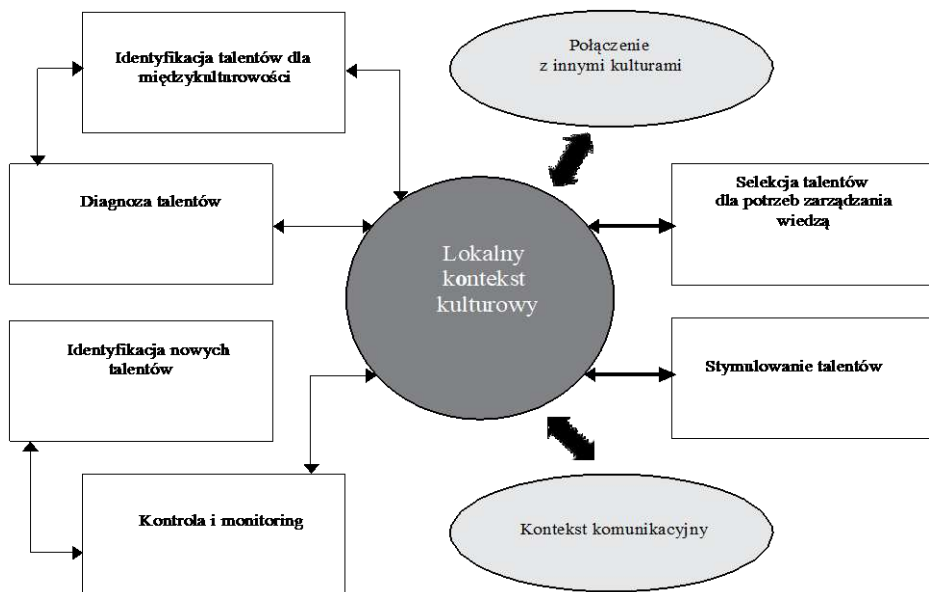 Identyfikacja talentów dla
międzykulturowości
Połączenie
z innymi kulturami
Diagnoza talentów
Selekcja talentów
dla potrzeb zarządzania
wiedzą
Lokalny
kontekst
kulturowy
Identyfikacja nowych
talentów
Stymulowanie talentów
Kontrola i monitoring
Kontekst komunikacyjny